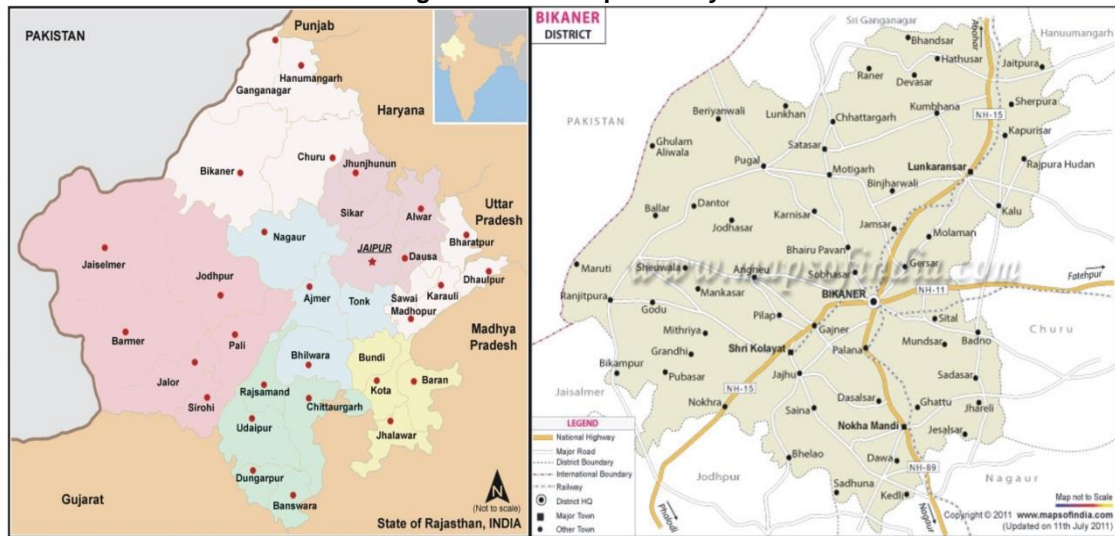 PAKISTAN
Punjab
Hanumangarh
Ganganagar
Haryana
Churu
Jhunjhunun
Bikaner
Uttar
Pradesh
Sikar
Alwar
Nagaur
Bharatpur
JAIPUR
Dausa
Jaiselmer
Dhaulpur
Jodhpur
Karauli
Ajmer
Tonk
Sawai
Madhopur
Madhya
Pradesh
Barmer
Pali
Bhilwara
Bundi
Jalor
Rajsamand
Kota
Baran
Sirohi
Chittaurgarh
Udaipur
Jhalawar
Dungarpur
N
(Not to scale)
Gujarat
Banswara
State of Rajasthan, INDIA
BIKANER
DISTRICT
Sri Ganganagar
Abohar
Hanuumangarh
Bhandsar
Hathusar
Jaitpura
Raner
Devasar
Beriyanwali
Lunkhan
Kumbhana
Sherpura
PAKISTAN
Chhattargarh
NH-15
Ghulam
Aliwala
Kapurisar
Satasar
Pugal
Motigarh
Lunkaransar
Rajpura Hudan
Binjharwali
Ballar
Dantor
Karnisar
Kalu
Jodhasar
Jamsar
Molaman
Bhairu Pavan
Maruti
Sheuwala
Angneu
Sobhasar
Gersar
Fatehpur
www.mapsofindia.com
Mankasar
BIKANER
NH-11
Ranjitpura
Godu
Pilap
Sital
Churu
Mithriya
Gajner
Mundsar
Badno
Grandhi
Shri Kolayat
Palana
Bikampur
Pubasar
Jajhu
Sadasar
Jaisalmer
NH-15
Nokhra
Saina
Dasalsar
Ghattu
Jhareli
LEGEND
National Highway
Major Road
District Boundary
International Boundary
Railway
District HQ
Major Town
Other Town
Nokha Mandi
Jesalsar
Bhelao
Dawa
Jodhpur
NH-89
Nagaur
Sadhuna
Kedli
Phalodi
Nagaur
Map not to Scale
Copyright © 2011 www.mapsofindia.com
(Updated on 11th July 2011)